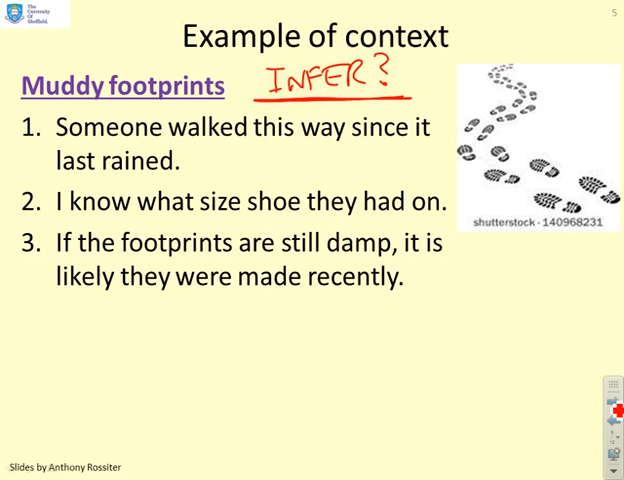 The
University
Of
Sheffield.
5
Example of context
Muddy footprints INFER?
1. Someone walked this way since it
last rained.
2. I know what size shoe they had on.
3. If the footprints are still damp, it is
likely they were made recently.
shutterstock · 140968231
Slides by Anthony Rossiter